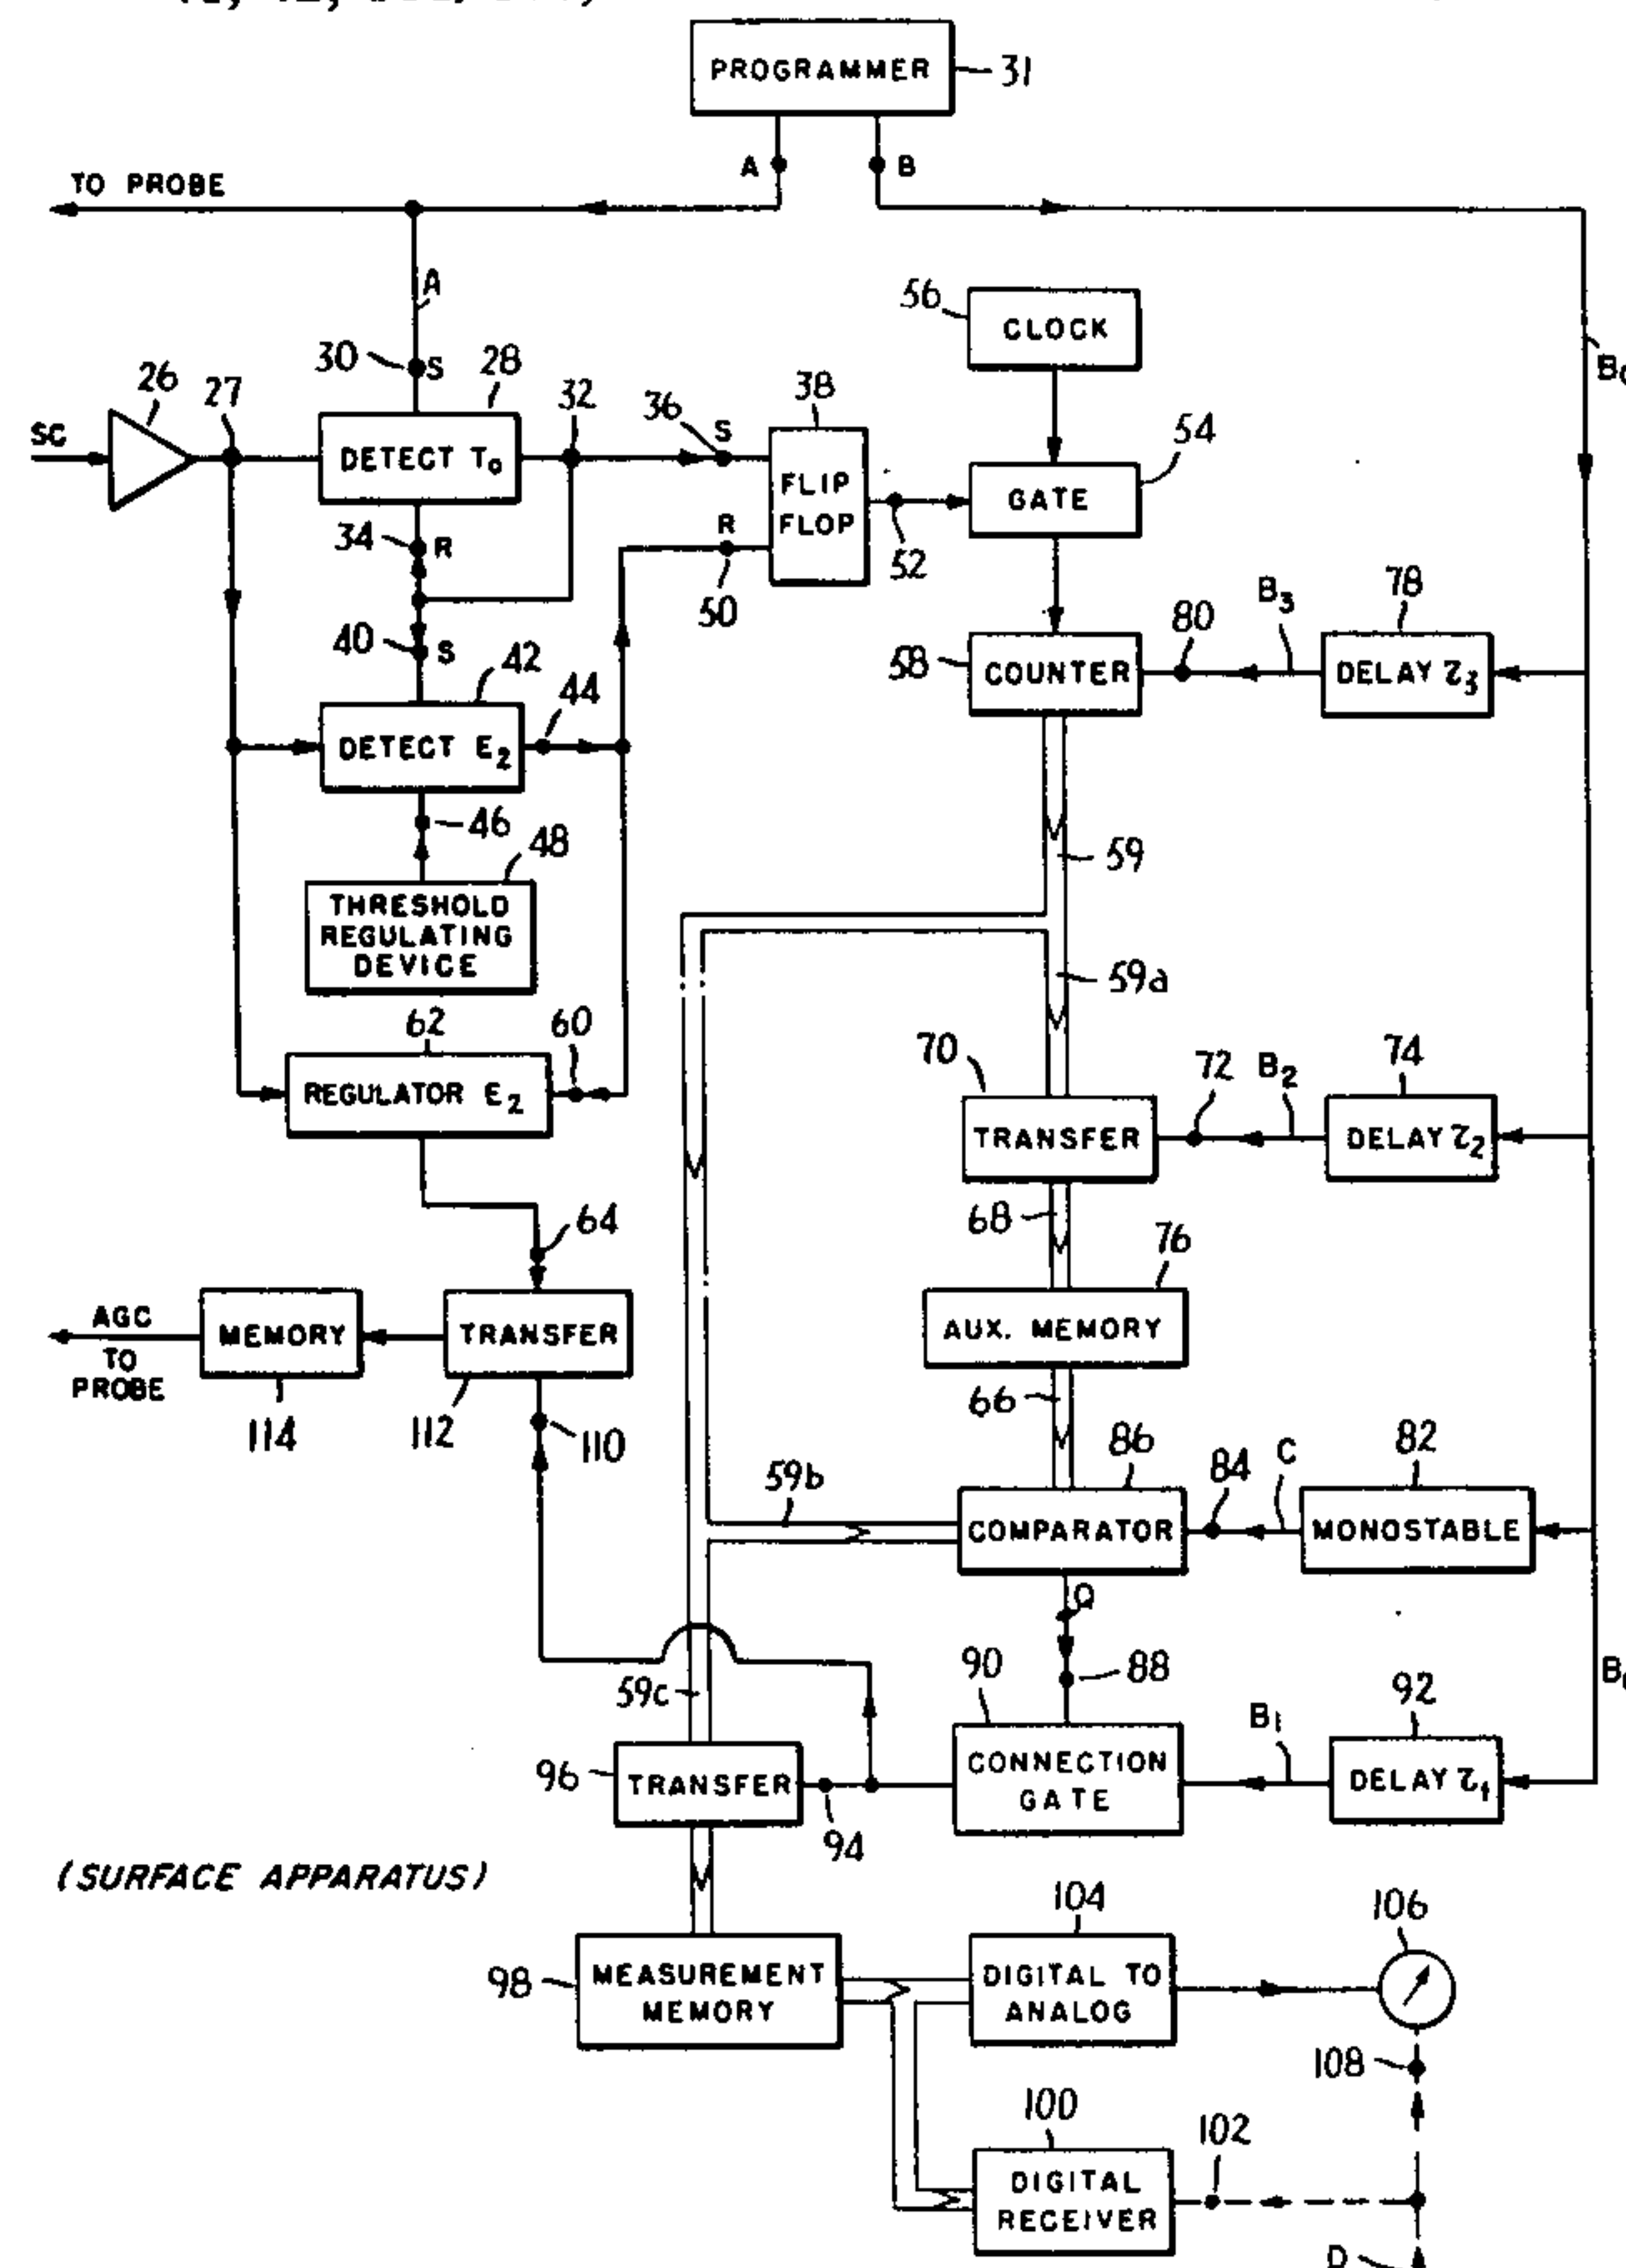 PROGRAMMER
31
A
B
TO PROBE
A
56
CLOCK
30
S
28
26
27
32
36
S
38
54
SC
DETECT T₀
FLIP
FLOP
GATE
34
R
R
52
50
78
B₃
80
40
S
42
44
58
COUNTER
DELAY τ₃
DETECT E₂
46
48
59
THRESHOLD
REGULATING
DEVICE
59a
62
60
70
72
B₂
74
REGULATOR E₂
TRANSFER
DELAY τ₂
64
68
76
AGC
TO
PROBE
MEMORY
TRANSFER
AUX. MEMORY
66
114
112
110
86
84
C
82
59b
COMPARATOR
MONOSTABLE
Q
90
88
59c
92
B₁
96
TRANSFER
CONNECTION
GATE
DELAY τ₁
94
(SURFACE APPARATUS)
104
106
98
MEASUREMENT
MEMORY
DIGITAL TO
ANALOG
108
100
102
DIGITAL
RECEIVER
D